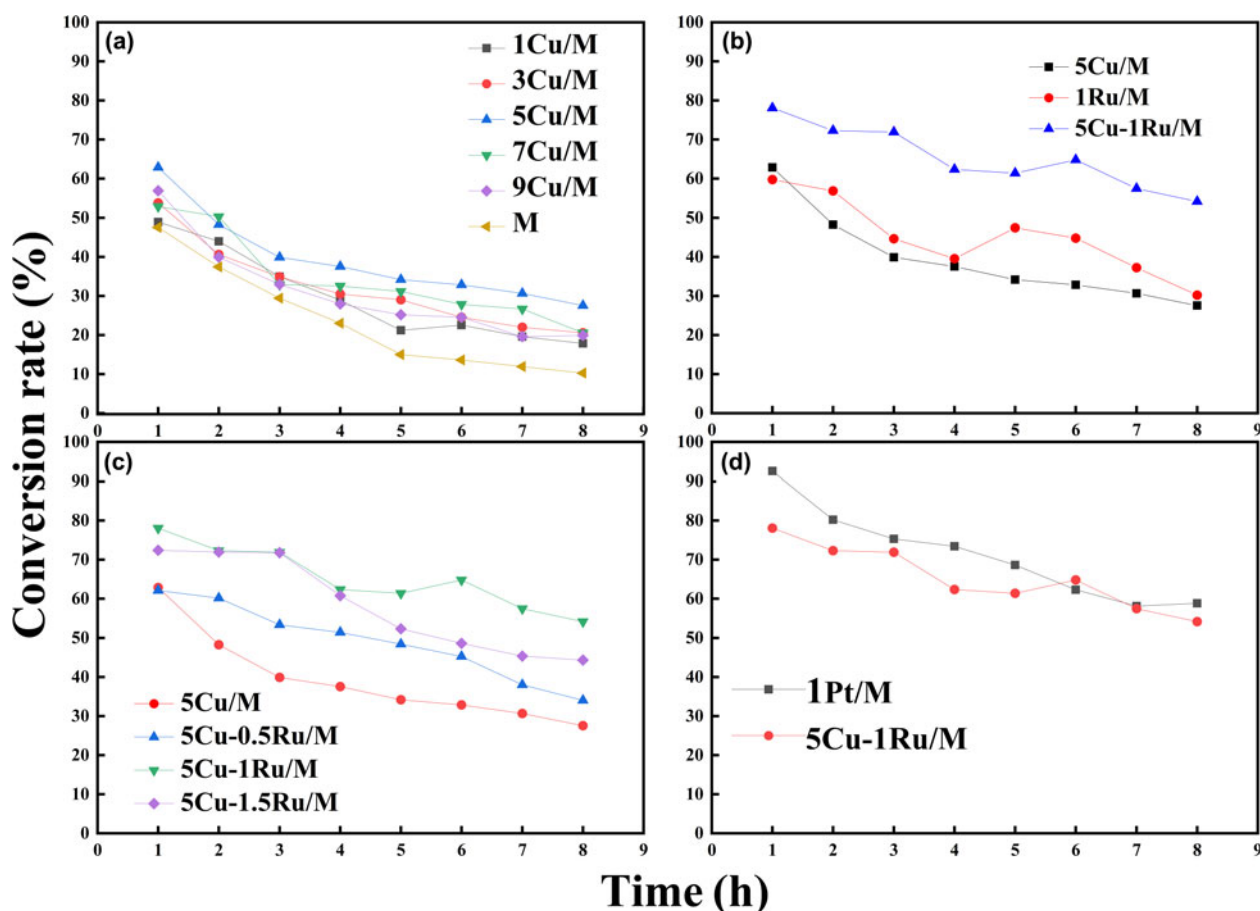 Conversion rate (%)
(a)
1Cu/M
3Cu/M
5Cu/M
7Cu/M
9Cu/M
M
100
90
80
70
60
50
40
30
20
10
0
0 1 2 3 4 5 6 7 8 9
(b)
5Cu/M
1Ru/M
5Cu-1Ru/M
100
90
80
70
60
50
40
30
20
10
0
0 1 2 3 4 5 6 7 8 9
(c)
5Cu/M
5Cu-0.5Ru/M
5Cu-1Ru/M
5Cu-1.5Ru/M
100
90
80
70
60
50
40
30
20
10
0
0 1 2 3 4 5 6 7 8 9
(d)
1Pt/M
5Cu-1Ru/M
100
90
80
70
60
50
40
30
20
10
0
0 1 2 3 4 5 6 7 8 9
Time (h)